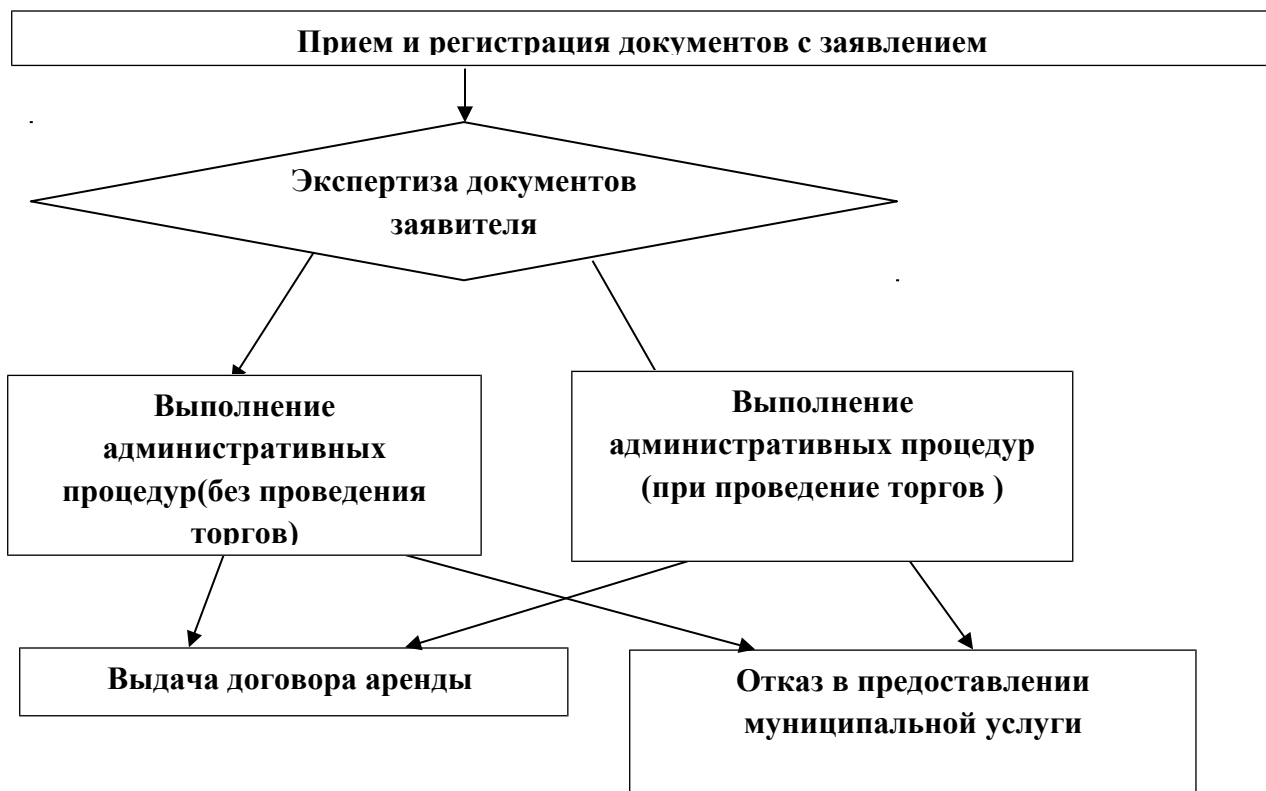 Прием и регистрация документов с заявлением
Экспертиза документов
заявителя
Выполнение
административных
процедур(без проведения
торгов)
Выполнение
административных процедур
(при проведение торгов )
Выдача договора аренды
Отказ в предоставлении
муниципальной услуги